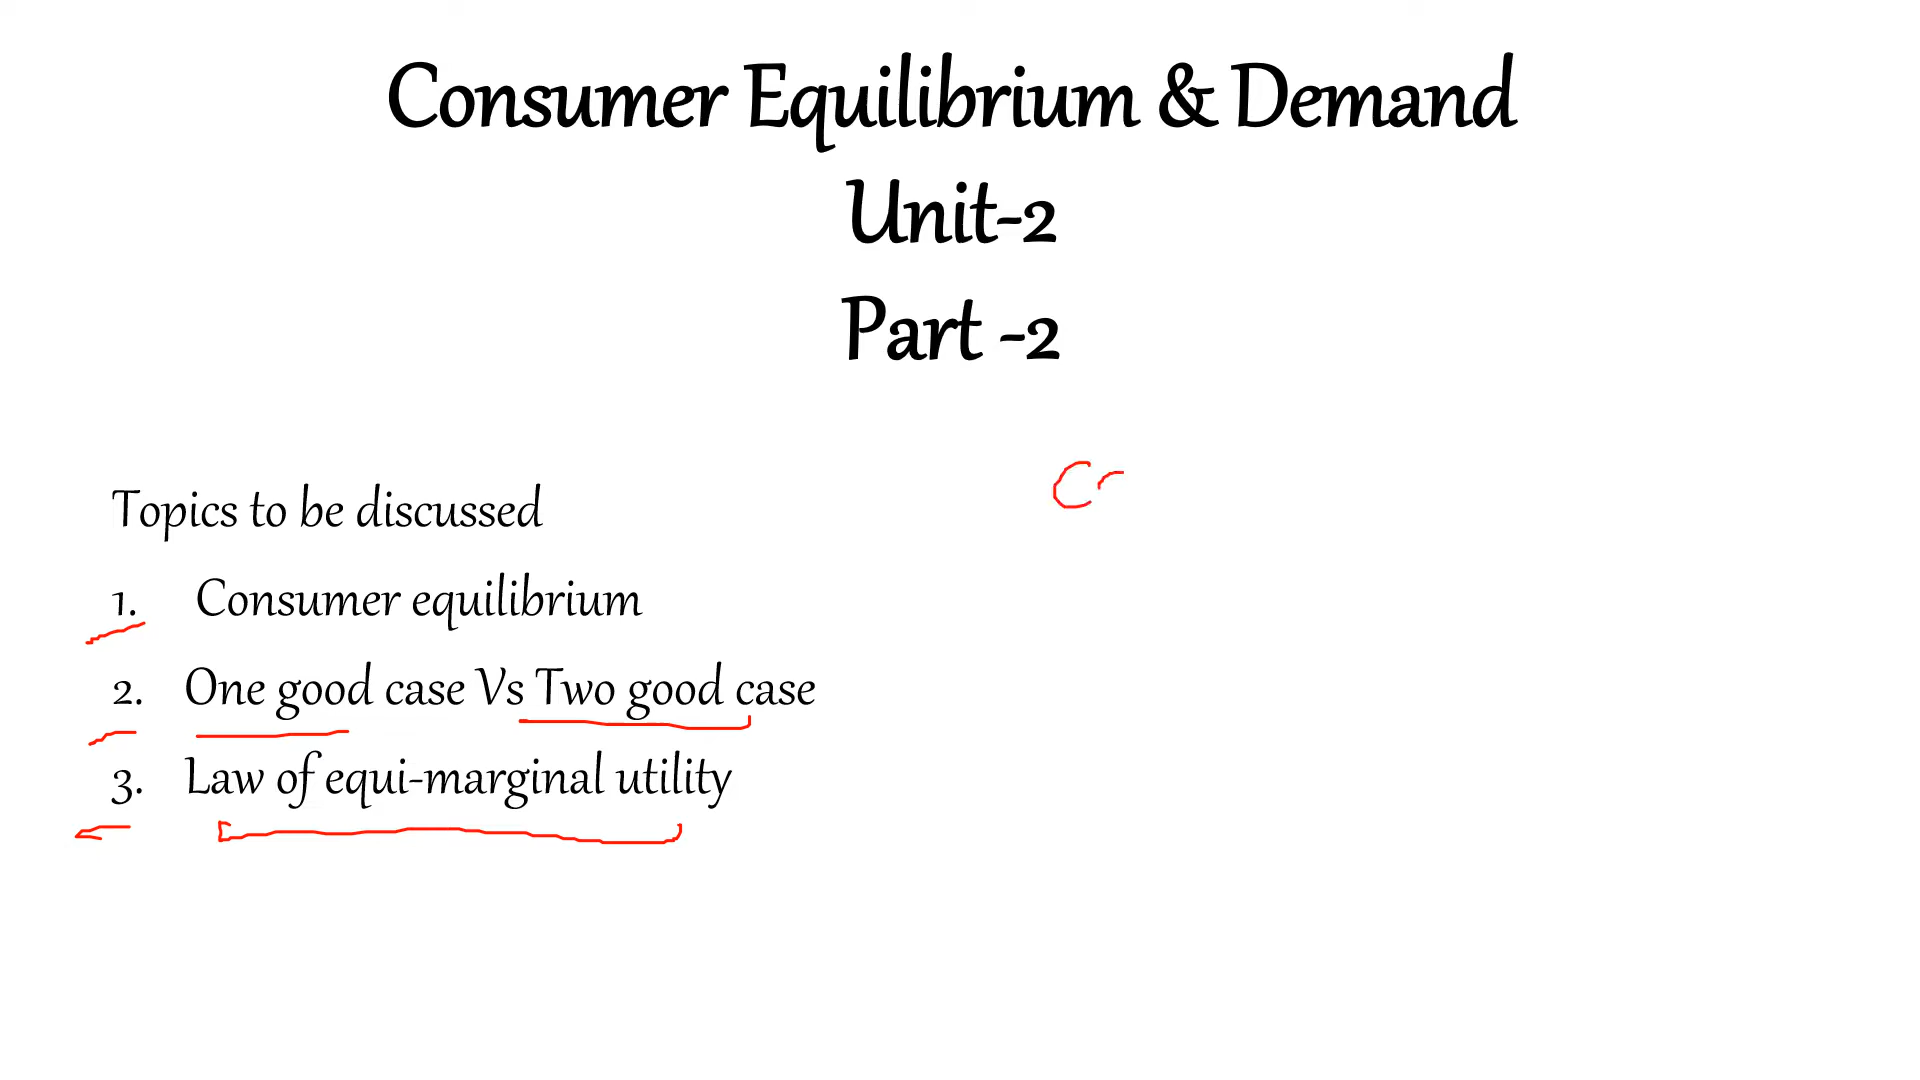 Consumer Equilibrium & Demand
Unit-2
Part -2
Topics to be discussed
1. Consumer equilibrium
2. One good case Vs Two good case
3. Law of equi-marginal utility